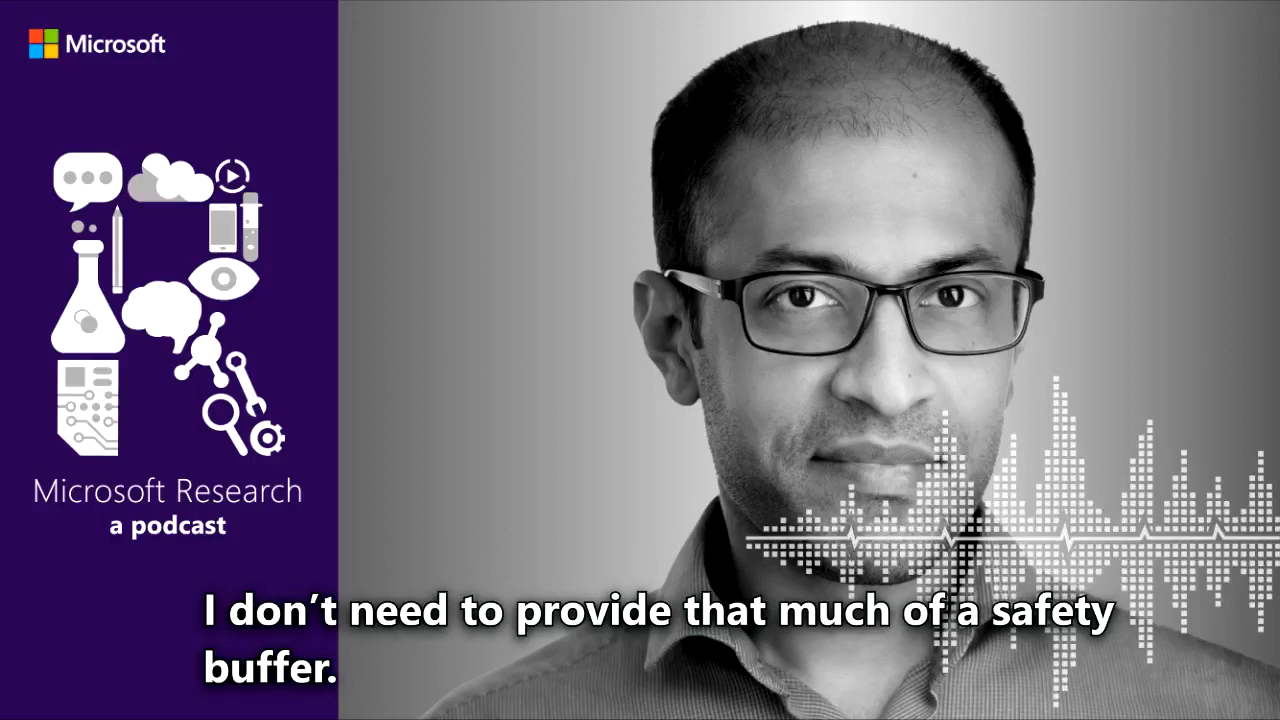 Microsoft
Microsoft Research
a podcast
I don’t need to provide that much of a safety
buffer.